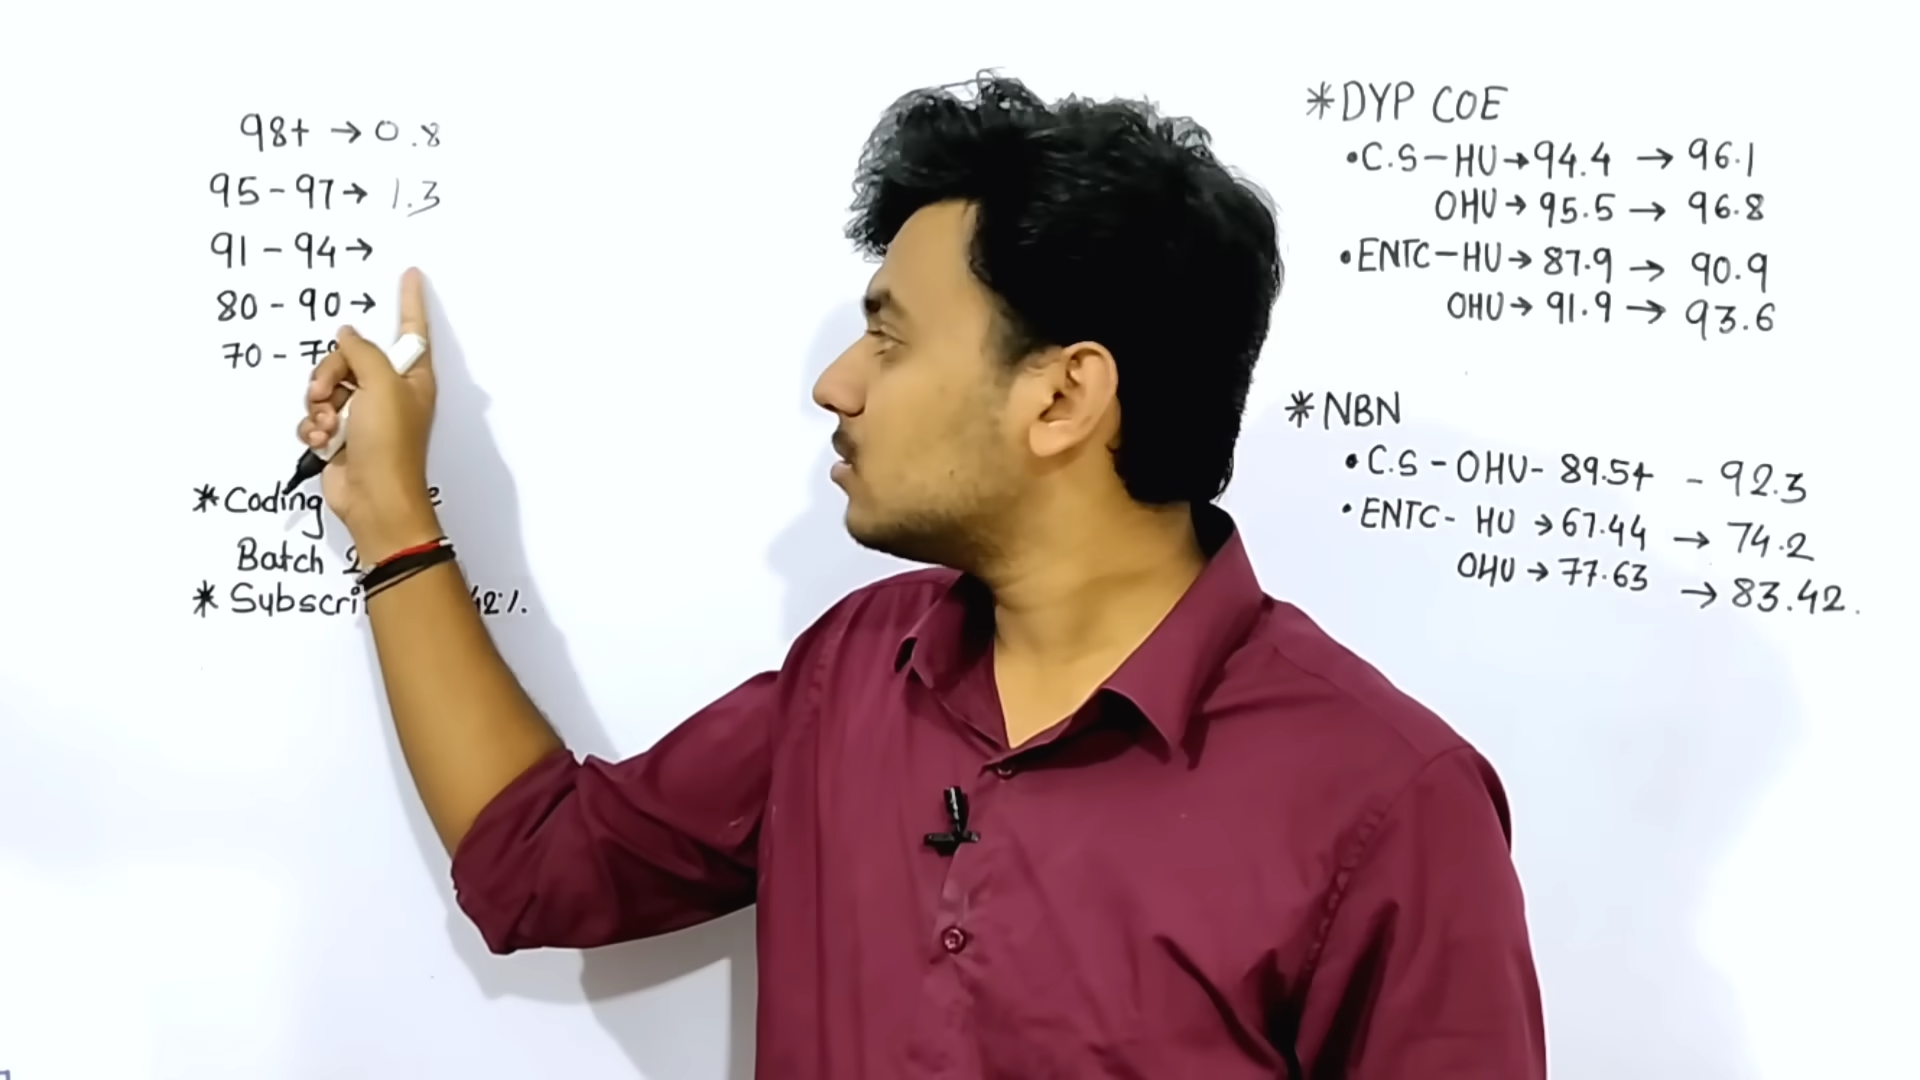 98+ → 0.8
95 - 97 → 1.3
91 - 94 →
80 - 90 →
70 -
* Coding
Batch
* Subscri 42%.
* DYP COE
• C.S - HU → 94.4 → 96.1
OHU → 95.5 → 96.8
• ENTC - HU → 87.9 → 90.9
OHU → 91.9 → 93.6
* NBN
• C.S - OHU - 89.5+ - 92.3
• ENTC - HU → 67.44 → 74.2
OHU → 77.63 → 83.42.